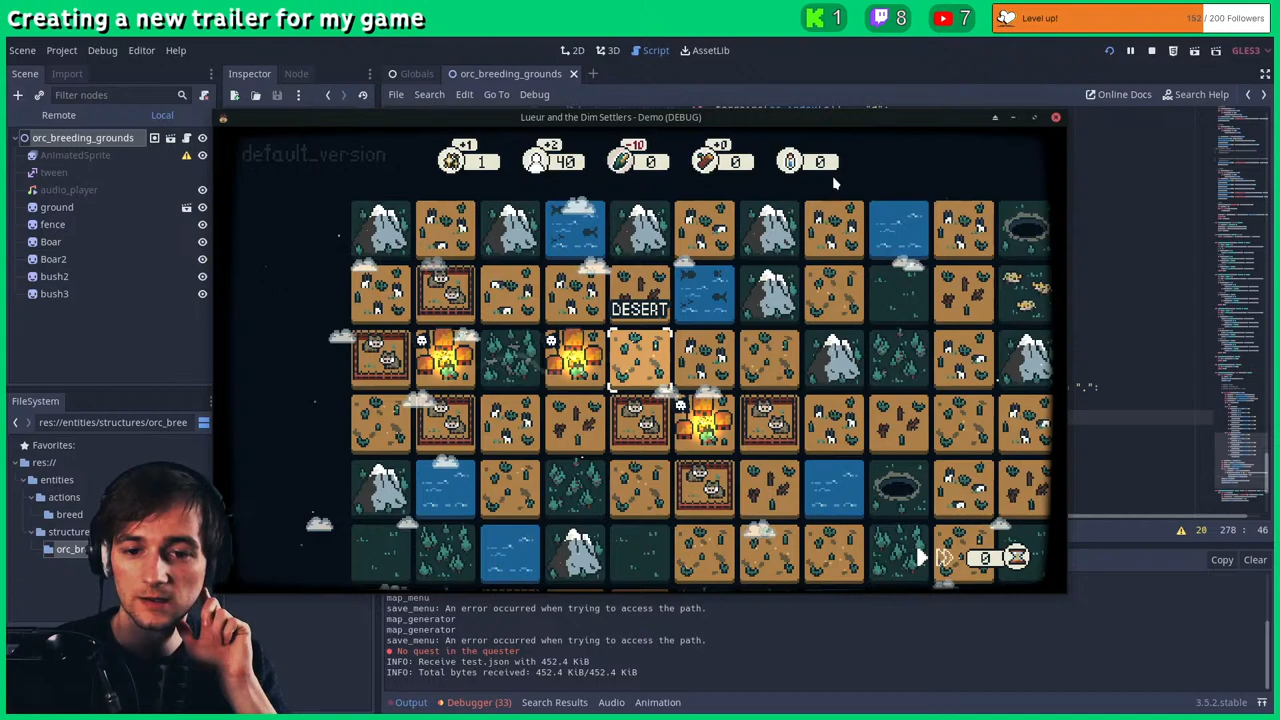 Creating a new trailer for my game
1
8
7
Level up!
152 / 200 Followers
Scene Project Debug Editor Help
2D 3D Script AssetLib
GLES3
Scene Import
Inspector Node
Globals orc_breeding_grounds
Filter nodes
File Search Edit Go To Debug
Online Docs Search Help
Remote Local
Lueur and the Dim Settlers - Demo (DEBUG)
orc_breeding_grounds
AnimatedSprite
tween
audio_player
ground
fence
Boar
Boar2
bush2
bush3
default_version
+1 +2 -10 +0
1 40 0 0 0
DESERT
0
FileSystem
res://entities/structures/orc_bree
Favorites:
res://
entities
actions
breed
structure
orc_br
":
20 278 : 46
Copy Clear
map_menu
save_menu: An error occurred when trying to access the path.
map_generator
map_generator
save_menu: An error occurred when trying to access the path.
No quest in the quester
INFO: Receive test.json with 452.4 KiB
INFO: Total bytes received: 452.4 KiB/452.4 KiB
Output Debugger (33) Search Results Audio Animation
3.5.2.stable